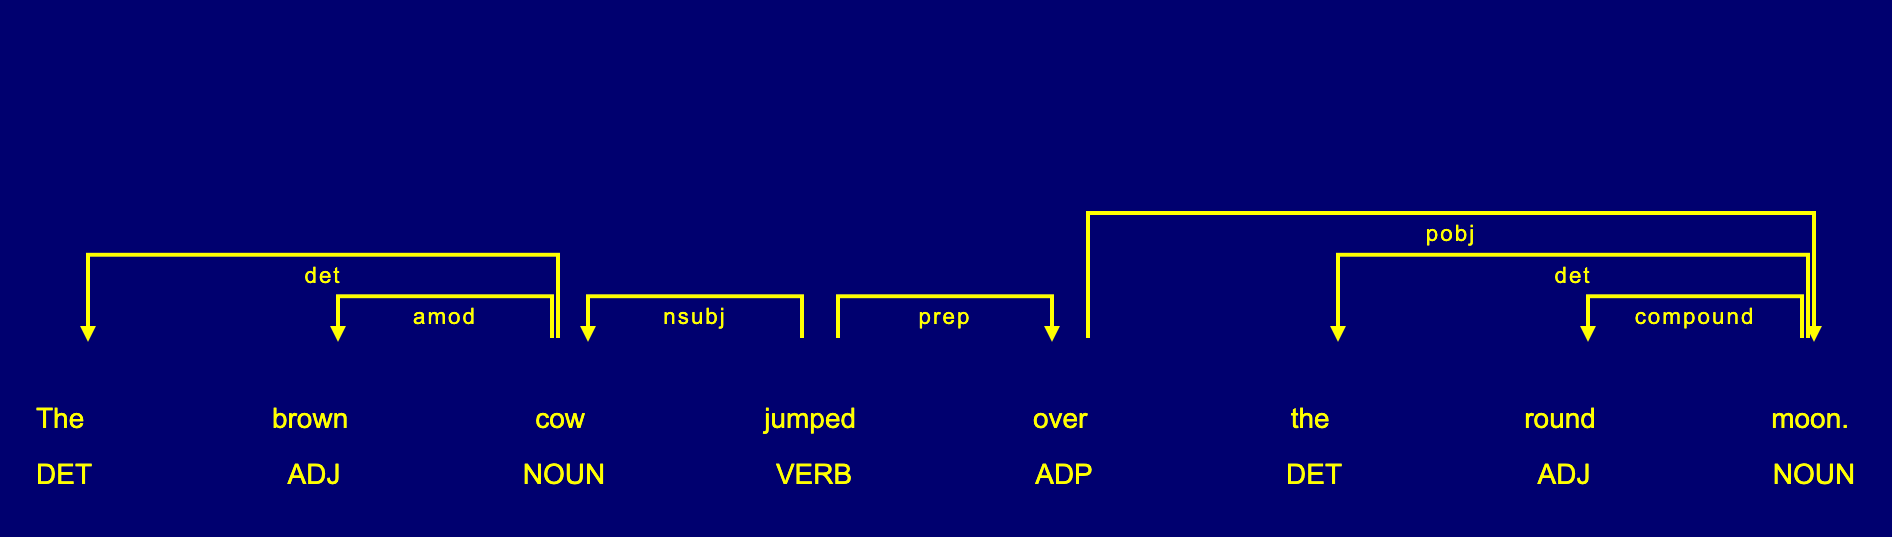 pobj
det det
amod nsubj prep compound
The brown cow jumped over the round moon.
DET ADJ NOUN VERB ADP DET ADJ NOUN